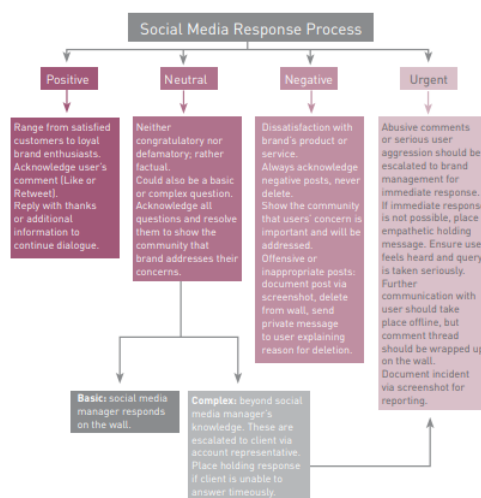 Social Media Response Process
Positive
Neutral
Negative
Urgent
Range from satisfied
customers to loyal
brand enthusiasts.
Acknowledge user's
comment (Like or
Retweet).
Reply with thanks
or additional
information to
continue dialogue.
Neither
congratulatory nor
defamatory; rather
factual.
Could also be a basic
or complex question.
Acknowledge all
questions and resolve
them to show the
community that
brand addresses their
concerns.
Dissatisfaction with
brand's product or
service.
Always acknowledge
negative posts, never
delete.
Show the community
that users' concern is
important and will be
addressed.
Offensive or
inappropriate posts:
document post via
screenshot, delete
from wall, send
private message
to user explaining
reason for deletion.
Abusive comments
or serious user
aggression should be
escalated to brand
management for
immediate response.
If immediate response
is not possible, place
empathetic holding
message. Ensure user
feels heard and query
is taken seriously.
Further
communication with
user should take
place offline, but
comment thread
should be wrapped up
on the wall.
Document incident
via screenshot for
reporting.
Basic: social media
manager responds
on the wall.
Complex: beyond social
media manager's
knowledge. These are
escalated to client via
account representative.
Place holding response
if client is unable to
answer timeously.